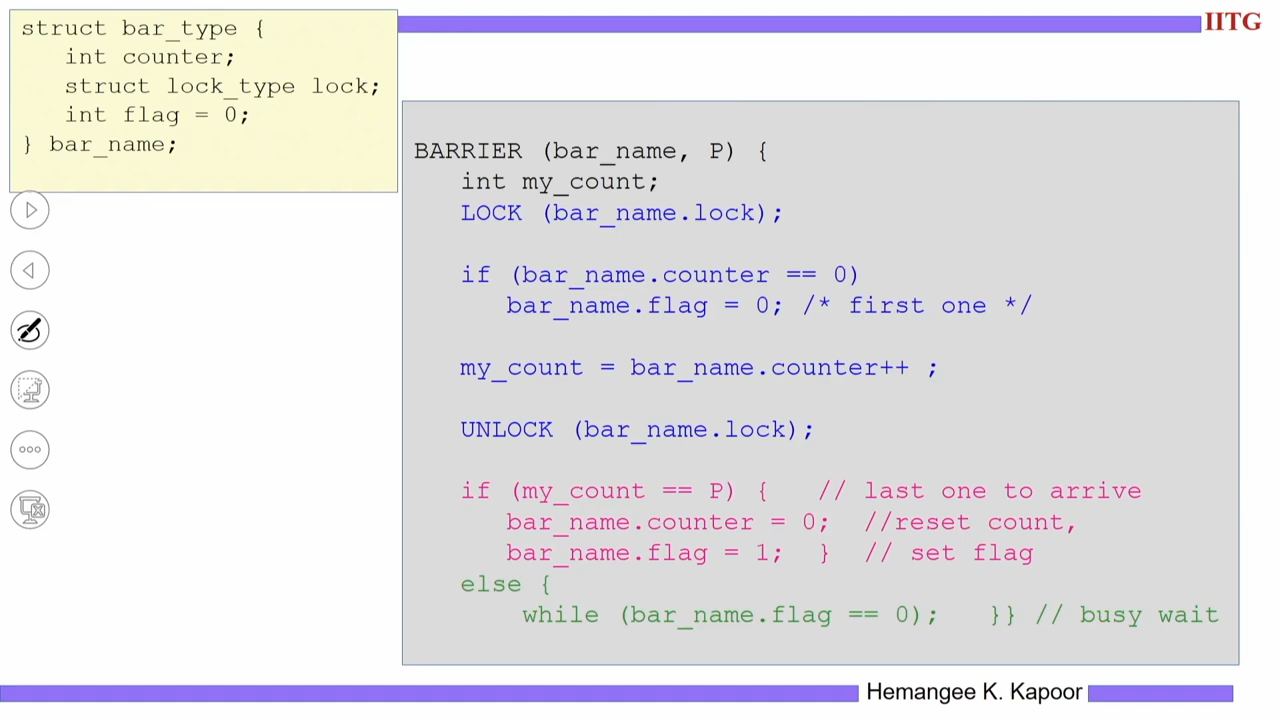 struct bar_type {
int counter;
struct lock_type lock;
int flag = 0;
} bar_name;
IITG
BARRIER (bar_name, P) {
int my_count;
LOCK (bar_name.lock);
if (bar_name.counter == 0)
bar_name.flag = 0; /* first one */
my_count = bar_name.counter++ ;
UNLOCK (bar_name.lock);
if (my_count == P) { // last one to arrive
bar_name.counter = 0; //reset count,
bar_name.flag = 1; } // set flag
else {
while (bar_name.flag == 0); }} // busy wait
Hemangee K. Kapoor